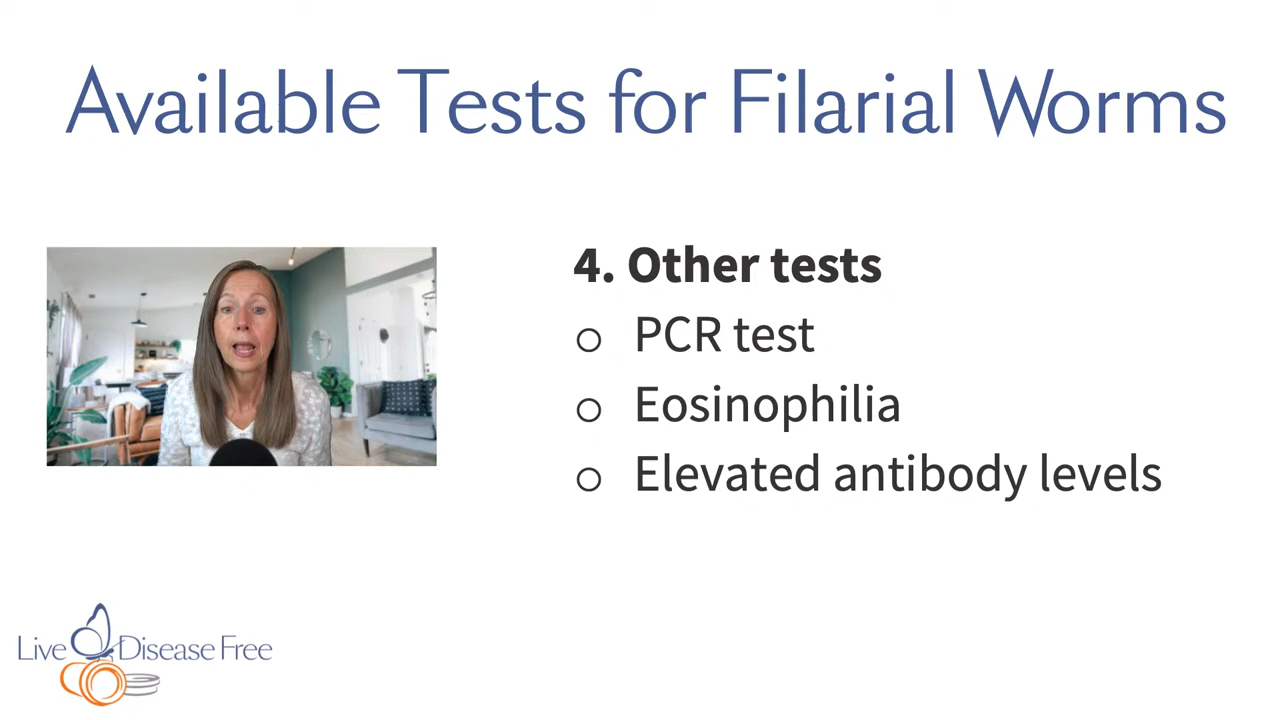 Available Tests for Filarial Worms
4. Other tests
○ PCR test
○ Eosinophilia
○ Elevated antibody levels
Live Disease Free